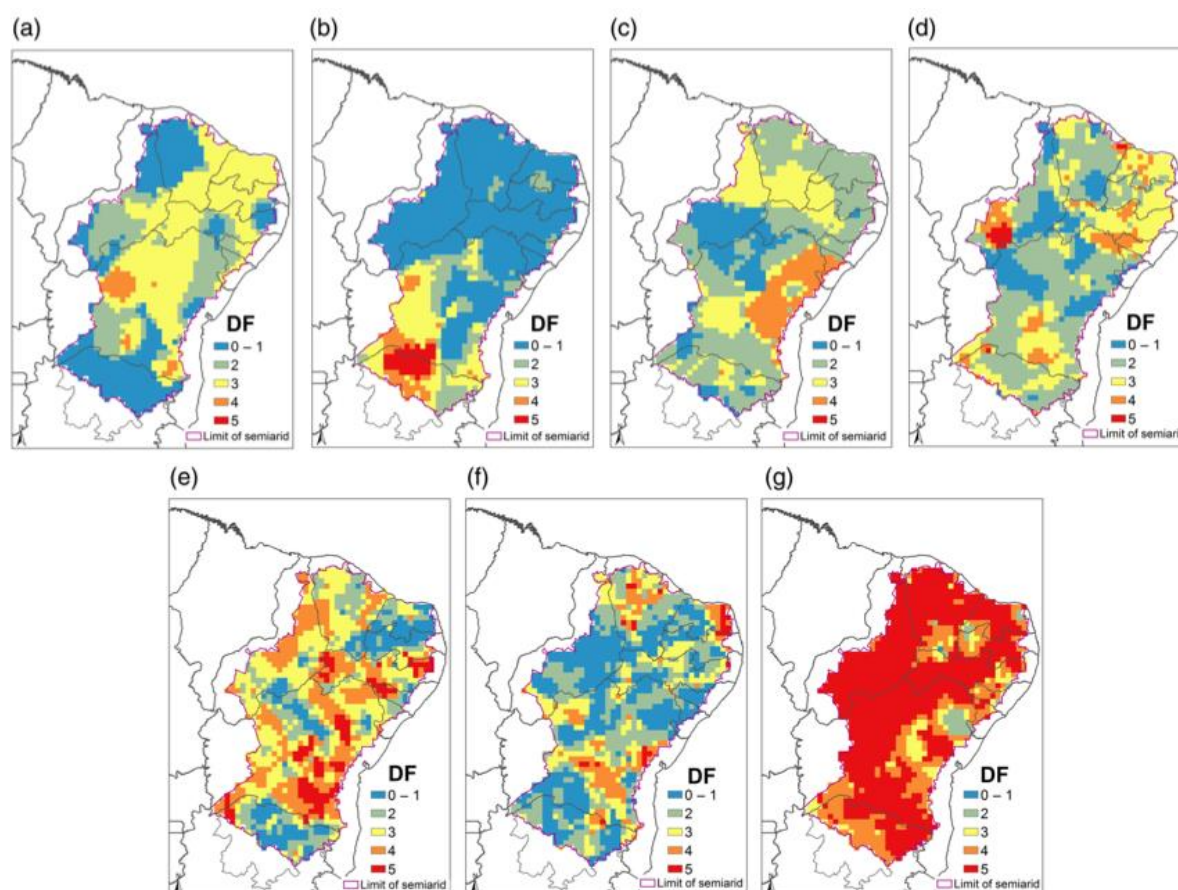 (a)
(b)
(c)
(d)
DF
0 – 1
2
3
4
5
Limit of semiarid
DF
0 – 1
2
3
4
5
Limit of semiarid
DF
0 – 1
2
3
4
5
Limit of semiarid
DF
0 – 1
2
3
4
5
Limit of semiarid
(e)
(f)
(g)
DF
0 – 1
2
3
4
5
Limit of semiarid
DF
0 – 1
2
3
4
5
Limit of semiarid
DF
0 – 1
2
3
4
5
Limit of semiarid